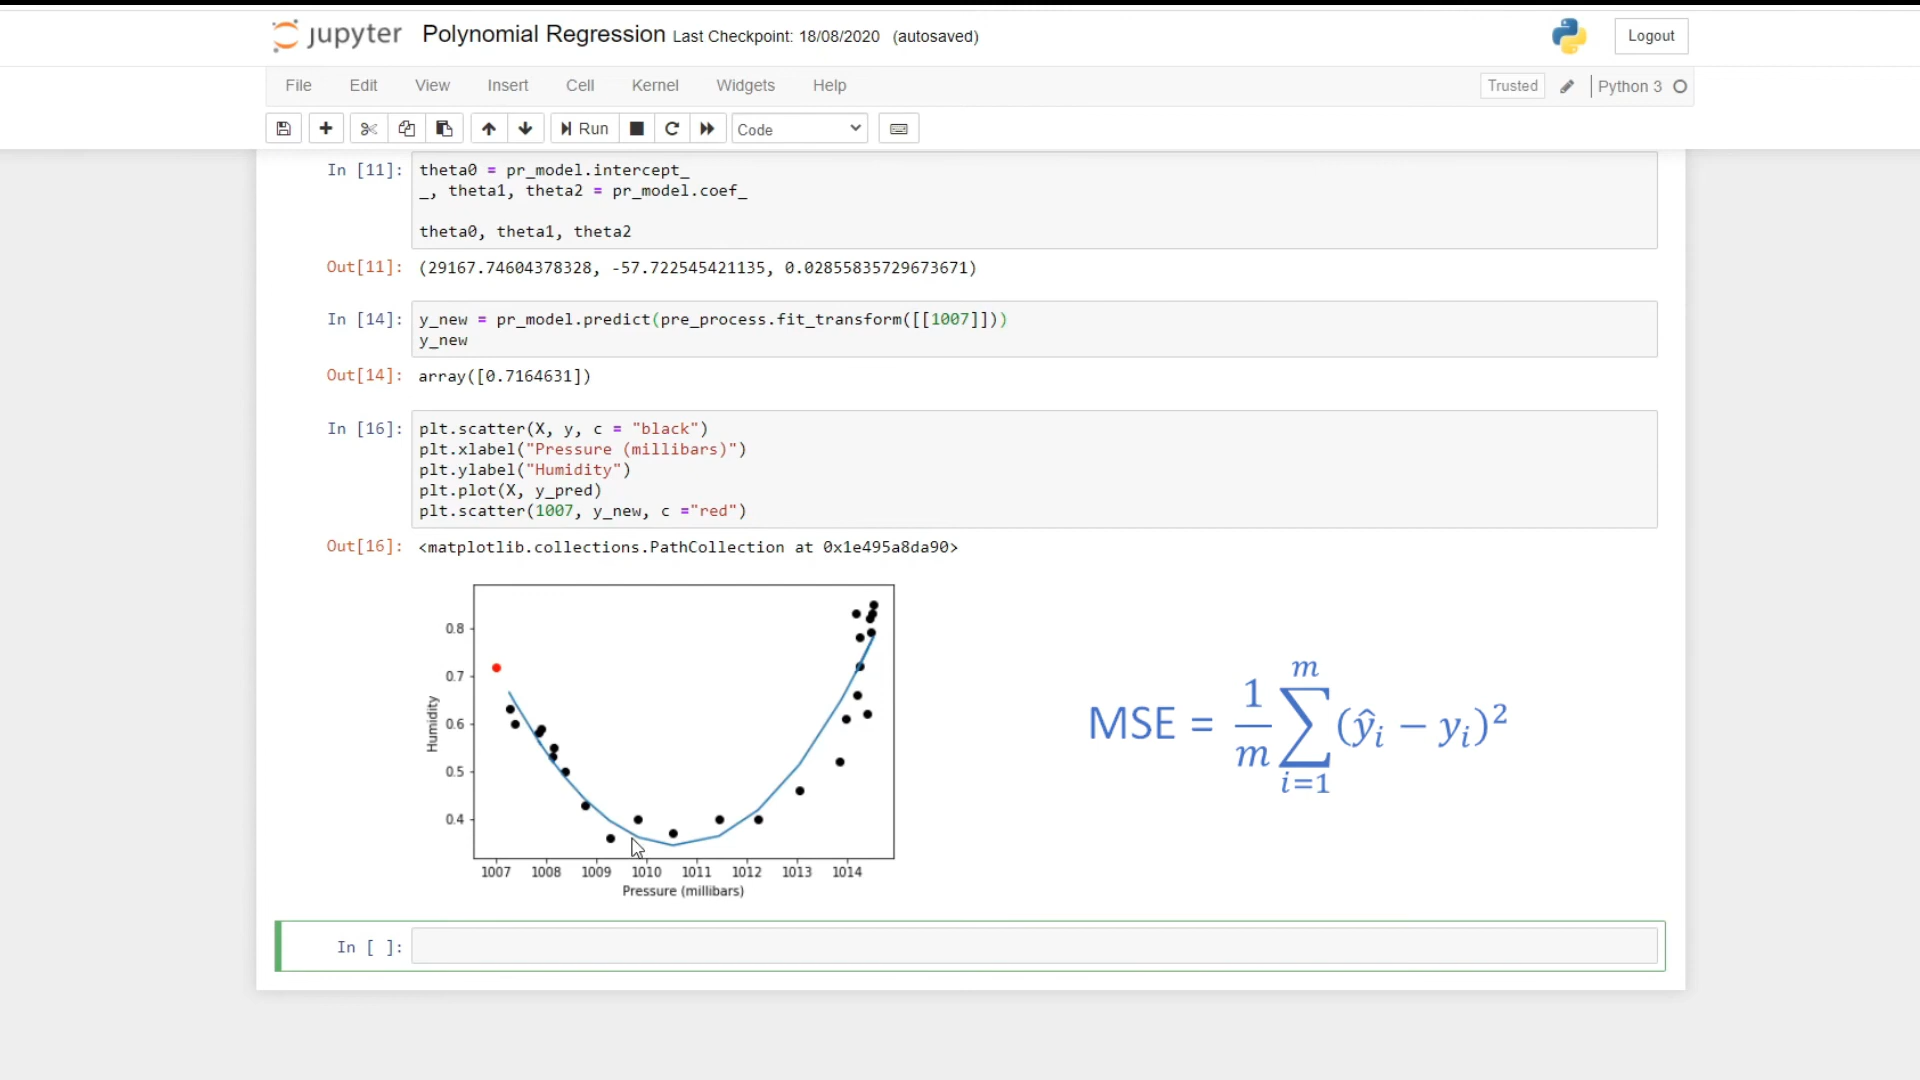 jupyter Polynomial Regression Last Checkpoint: 18/08/2020 (autosaved) Logout
File Edit View Insert Cell Kernel Widgets Help Trusted Python 3
Run Code
In [11]: theta0 = pr_model.intercept_
_, theta1, theta2 = pr_model.coef_
theta0, theta1, theta2
Out[11]: (29167.74604378328, -57.722545421135, 0.02855835729673671)
In [14]: y_new = pr_model.predict(pre_process.fit_transform([[1007]]))
y_new
Out[14]: array([0.7164631])
In [16]: plt.scatter(X, y, c = "black")
plt.xlabel("Pressure (millibars)")
plt.ylabel("Humidity")
plt.plot(X, y_pred)
plt.scatter(1007, y_new, c ="red")
Out[16]: <matplotlib.collections.PathCollection at 0x1e495a8da90>
0.8
0.7
0.6
0.5
0.4
Humidity
1007 1008 1009 1010 1011 1012 1013 1014
Pressure (millibars)
MSE = 1/m ∑_{i=1}^{m} (ŷ_i − y_i)^2
In [ ]: